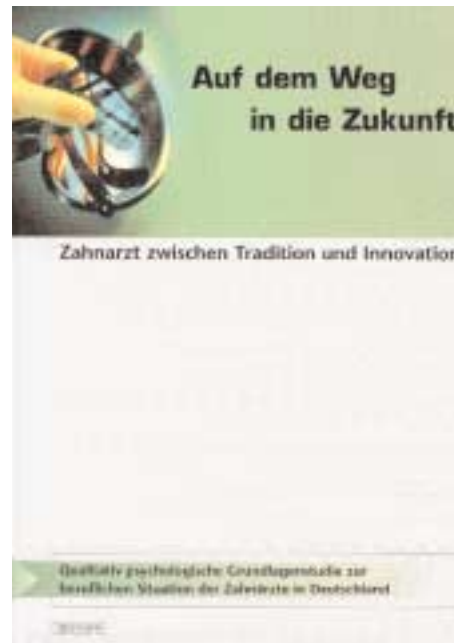 Auf dem Weg
in die Zukunft
Zahnarzt zwischen Tradition und Innovation
Qualitativ psychologische Grundlagenstudie zur
beruflichen Situation der Zahnärzte in Deutschland